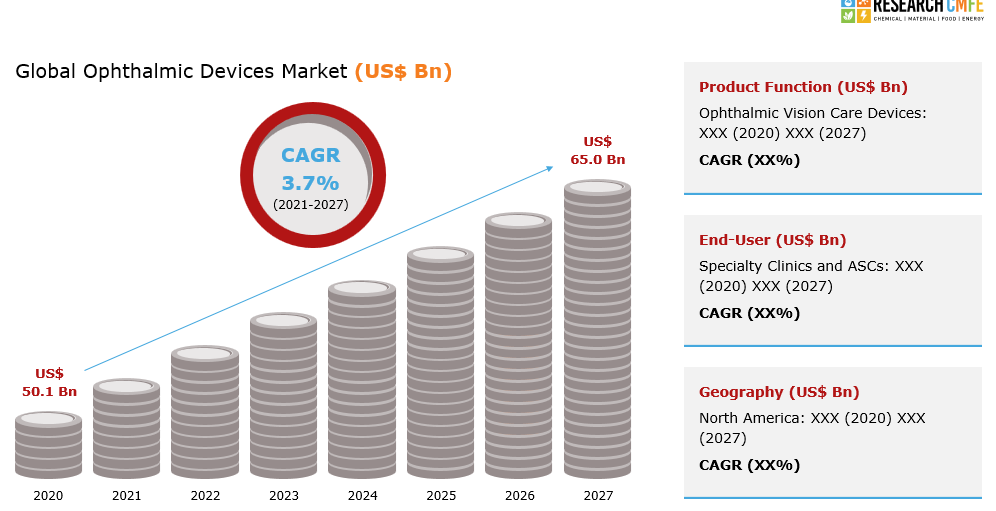 RESEARCH CMFE
CHEMICAL | MATERIAL | FOOD | ENERGY
Global Ophthalmic Devices Market (US$ Bn)
CAGR
3.7%
(2021-2027)
US$
50.1 Bn
US$
65.0 Bn
2020
2021
2022
2023
2024
2025
2026
2027
Product Function (US$ Bn)
Ophthalmic Vision Care Devices:
XXX (2020) XXX (2027)
CAGR (XX%)
End-User (US$ Bn)
Specialty Clinics and ASCs: XXX
(2020) XXX (2027)
CAGR (XX%)
Geography (US$ Bn)
North America: XXX (2020) XXX
(2027)
CAGR (XX%)